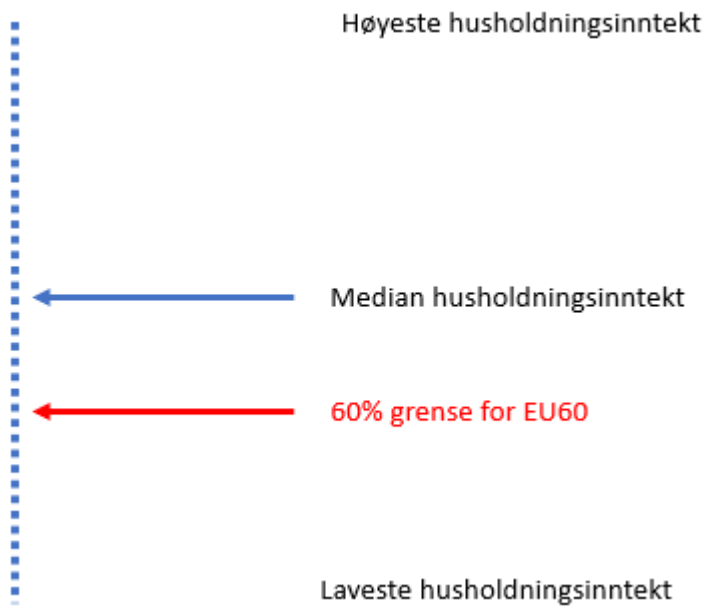 Høyeste husholdningsinntekt
Median husholdningsinntekt
60% grense for EU60
Laveste husholdningsinntekt